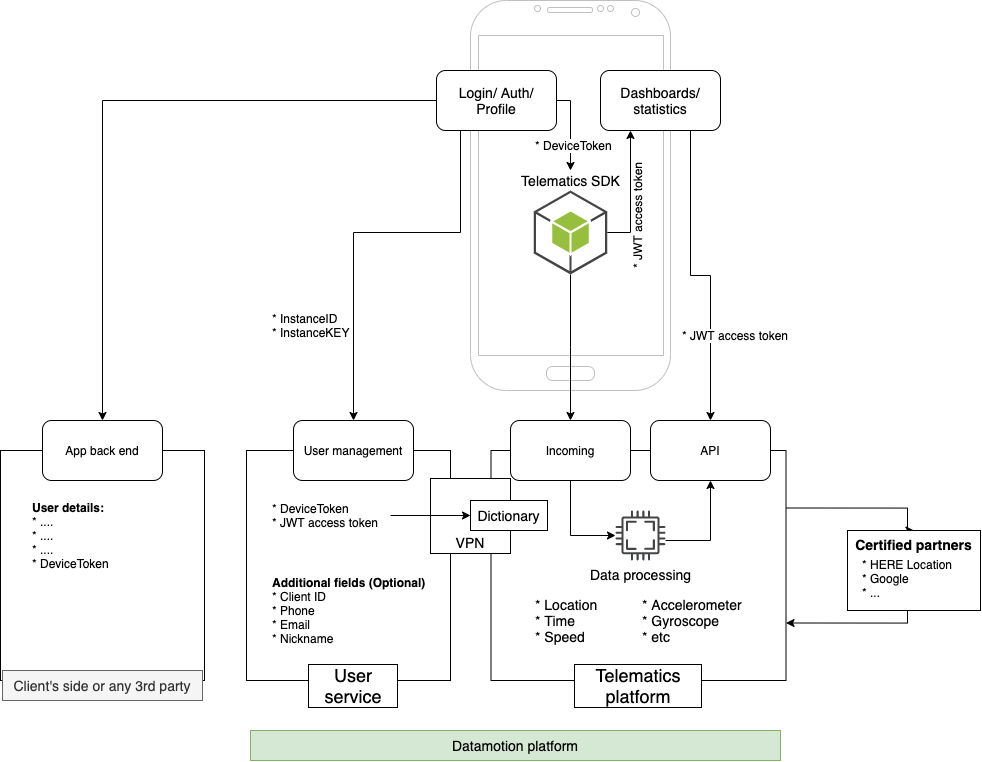 Login/ Auth/
Profile
Dashboards/
statistics
* DeviceToken
Telematics SDK
* JWT access token
* InstanceID
* InstanceKEY
* JWT access token
App back end
User management
Incoming
API
User details:
* ....
* ....
* ....
* DeviceToken
* DeviceToken
* JWT access token
Dictionary
VPN
Data processing
Certified partners
* HERE Location
* Google
* ...
Additional fields (Optional)
* Client ID
* Phone
* Email
* Nickname
* Location
* Time
* Speed
* Accelerometer
* Gyroscope
* etc
Client's side or any 3rd party
User
service
Telematics
platform
Datamotion platform